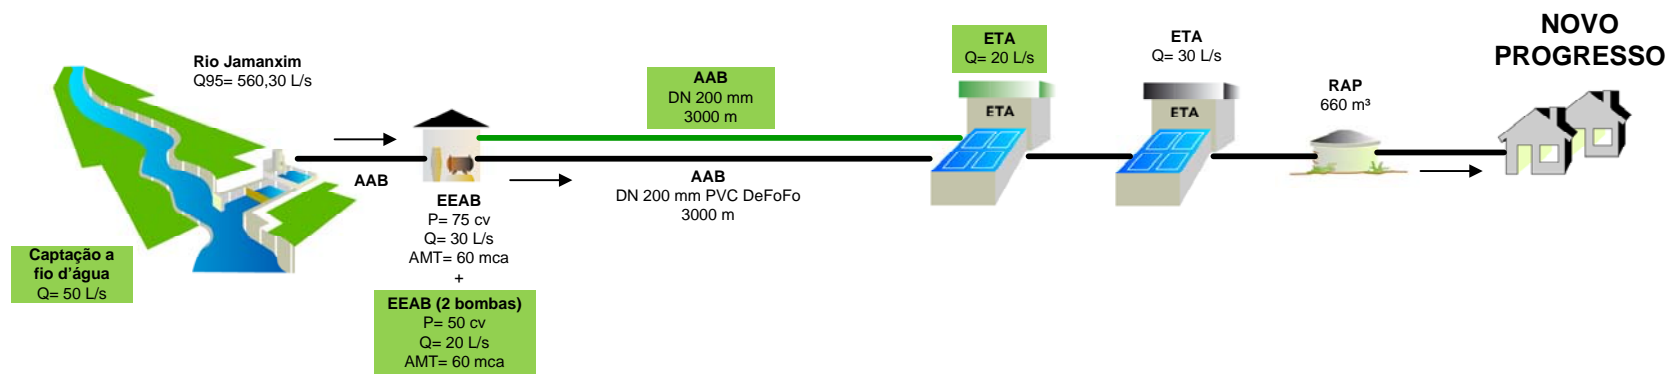 Rio Jamanxim
Q95= 560,30 L/s
Captação a
fio d'água
Q= 50 L/s
AAB
EEAB
P= 75 cv
Q= 30 L/s
AMT= 60 mca
+
EEAB (2 bombas)
P= 50 cv
Q= 20 L/s
AMT= 60 mca
AAB
DN 200 mm
3000 m
AAB
DN 200 mm PVC DeFoFo
3000 m
ETA
Q= 20 L/s
ETA
ETA
Q= 30 L/s
ETA
RAP
660 m³
NOVO
PROGRESSO